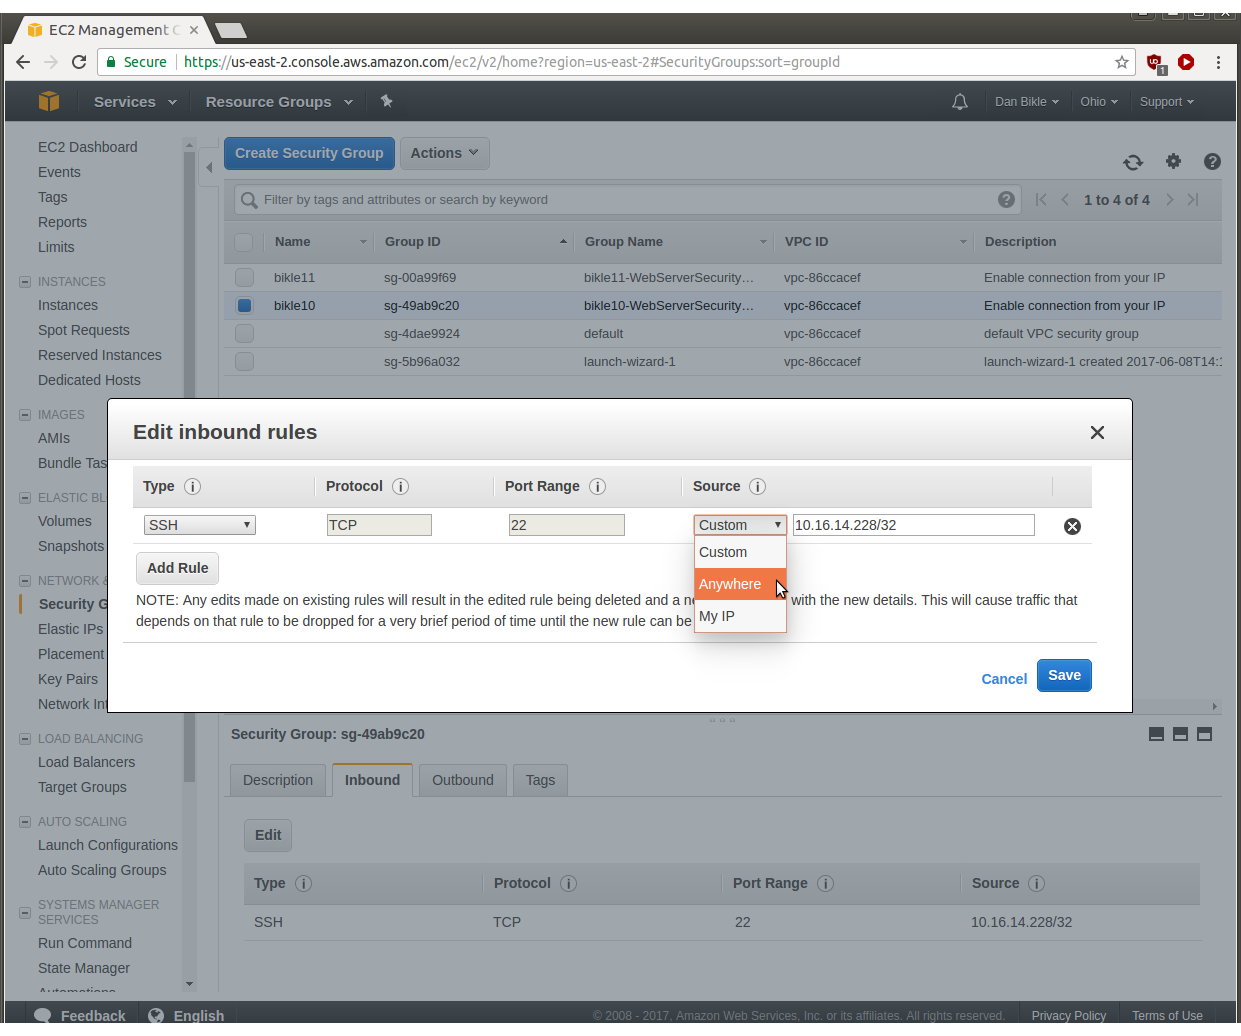 EC2 Management C
Secure https://us-east-2.console.aws.amazon.com/ec2/v2/home?region=us-east-2#SecurityGroups:sort=groupId
1
Services Resource Groups Dan Bikle Ohio Support
EC2 Dashboard
Events
Tags
Reports
Limits
INSTANCES
Instances
Spot Requests
Reserved Instances
Dedicated Hosts
IMAGES
AMIs
Bundle Tas
ELASTIC BL
Volumes
Snapshots
NETWORK &
Security G
Elastic IPs
Placement
Key Pairs
Network Int
LOAD BALANCING
Load Balancers
Target Groups
AUTO SCALING
Launch Configurations
Auto Scaling Groups
SYSTEMS MANAGER
SERVICES
Run Command
State Manager
Automations
Create Security Group Actions
Filter by tags and attributes or search by keyword 1 to 4 of 4
Name Group ID Group Name VPC ID Description
bikle11 sg-00a99f69 bikle11-WebServerSecurity… vpc-86ccacef Enable connection from your IP
bikle10 sg-49ab9c20 bikle10-WebServerSecurity… vpc-86ccacef Enable connection from your IP
sg-4dae9924 default vpc-86ccacef default VPC security group
sg-5b96a032 launch-wizard-1 vpc-86ccacef launch-wizard-1 created 2017-06-08T14:1
Edit inbound rules
Type Protocol Port Range Source
SSH TCP 22 Custom 10.16.14.228/32
Custom
Anywhere
My IP
Add Rule
NOTE: Any edits made on existing rules will result in the edited rule being deleted and a ne with the new details. This will cause traffic that
depends on that rule to be dropped for a very brief period of time until the new rule can be
Cancel Save
Security Group: sg-49ab9c20
Description Inbound Outbound Tags
Edit
Type Protocol Port Range Source
SSH TCP 22 10.16.14.228/32
Feedback English © 2008 - 2017, Amazon Web Services, Inc. or its affiliates. All rights reserved. Privacy Policy Terms of Use